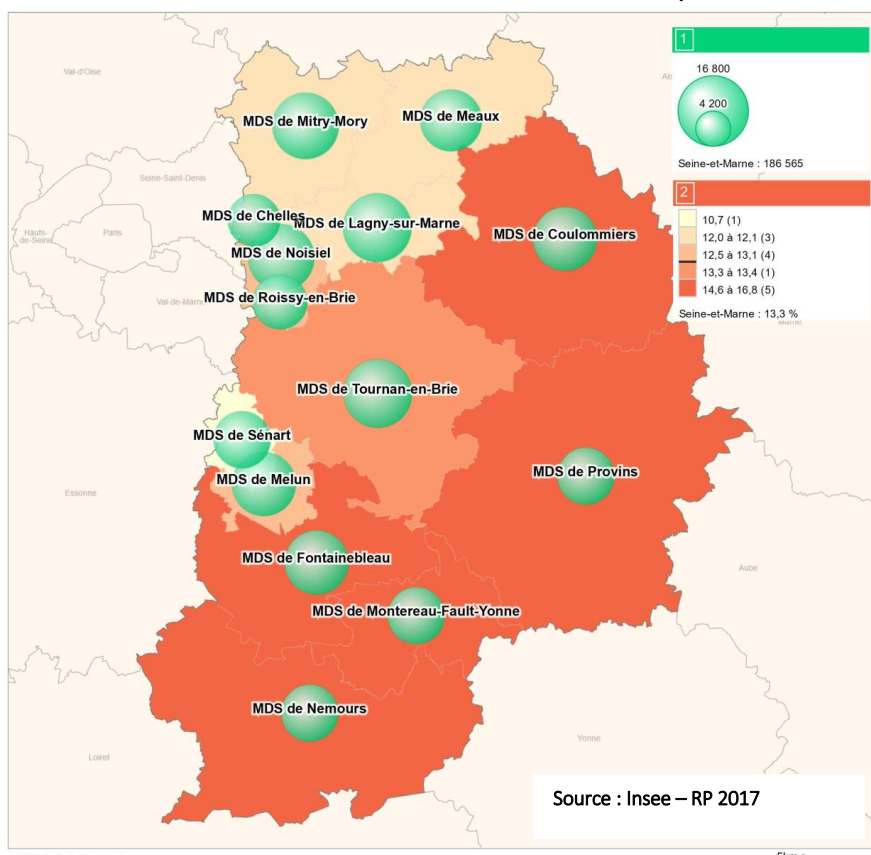 Val-d'Oise
Ais
MDS de Mitry-Mory
MDS de Meaux
Seine-Saint-Denis
Hauts-
de-Seine
Paris
Val-de-Marne
MDS de Chelles
MDS de Lagny-sur-Marne
MDS de Noisiel
MDS de Coulommiers
MDS de Roissy-en-Brie
MDS de Tournan-en-Brie
MDS de Sénart
MDS de Melun
MDS de Provins
Essonne
MDS de Fontainebleau
Aube
MDS de Montereau-Fault-Yonne
MDS de Nemours
Loiret
Yonne
1
16 800
4 200
Seine-et-Marne : 186 565
2
10,7 (1)
12,0 à 12,1 (3)
12,5 à 13,1 (4)
13,3 à 13,4 (1)
14,6 à 16,8 (5)
Seine-et-Marne : 13,3 %
Source : Insee – RP 2017